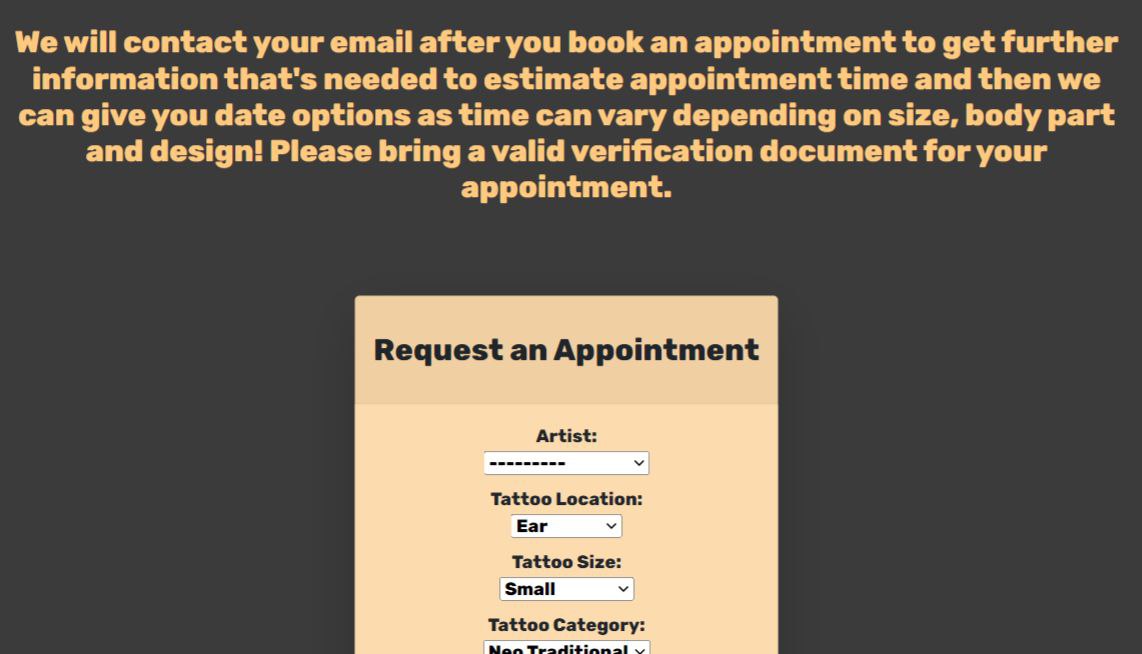 We will contact your email after you book an appointment to get further
information that's needed to estimate appointment time and then we
can give you date options as time can vary depending on size, body part
and design! Please bring a valid verification document for your
appointment.
Request an Appointment
Artist:
---------
Tattoo Location:
Ear
Tattoo Size:
Small
Tattoo Category:
Neo Traditional